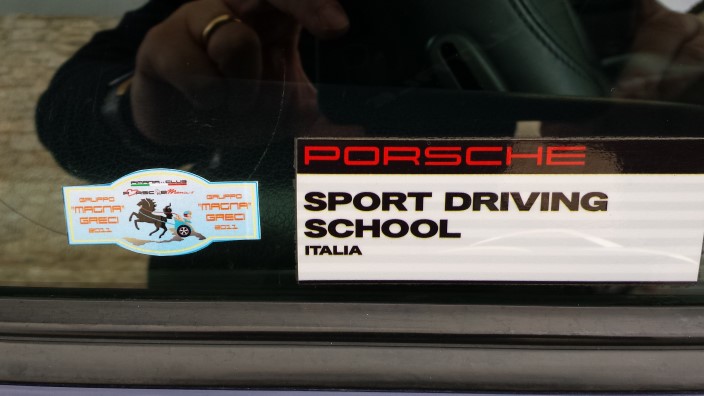 GRUPPO
"MAGNA"
GRECI
2011
GRUPPO
"MAGNA"
GRECI
2011
PORSCHE
SPORT DRIVING
SCHOOL
ITALIA